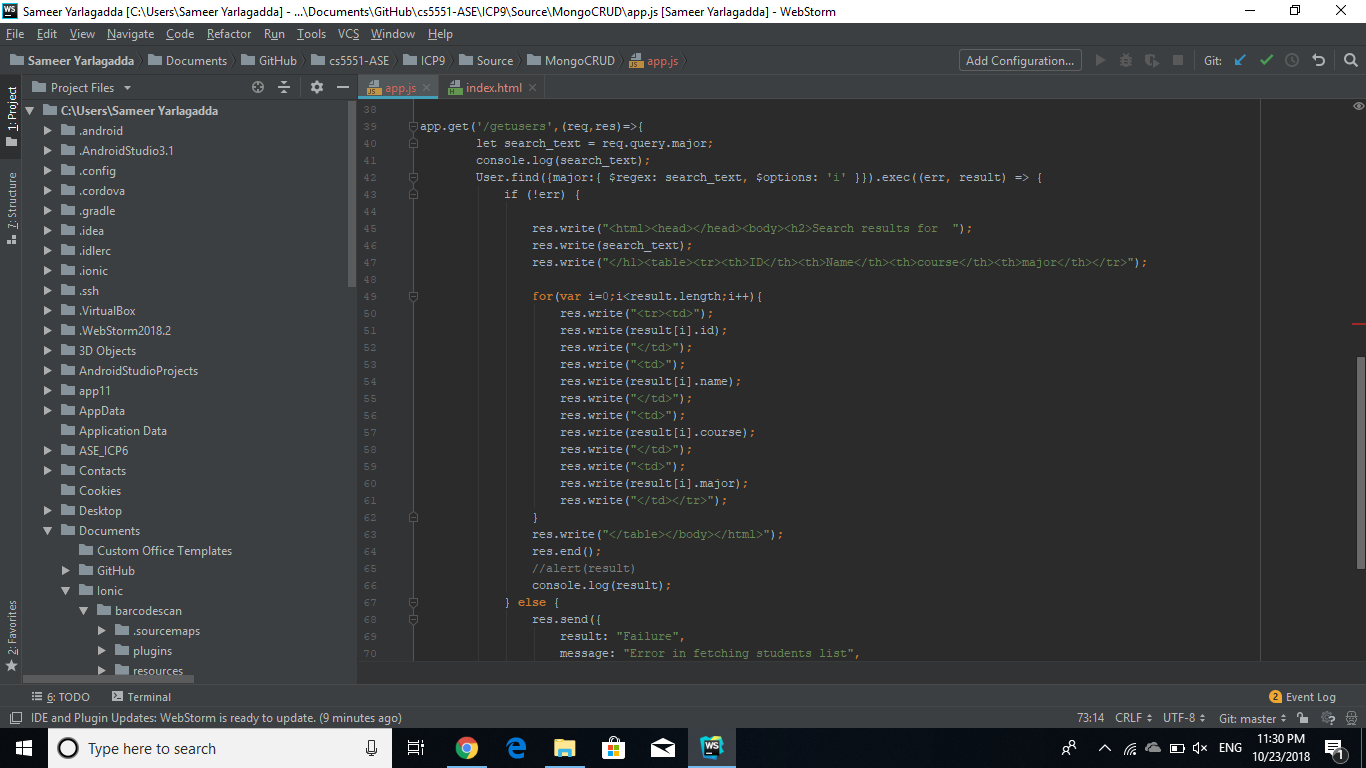 Sameer Yarlagadda [C:\Users\Sameer Yarlagadda] - ...\Documents\GitHub\cs5551-ASE\ICP9\Source\MongoCRUD\app.js [Sameer Yarlagadda] - WebStorm
File Edit View Navigate Code Refactor Run Tools VCS Window Help
Sameer Yarlagadda Documents GitHub cs5551-ASE ICP9 Source MongoCRUD app.js Add Configuration... Git:
Project Files app.js index.html
1: Project
7: Structure
2: Favorites
C:\Users\Sameer Yarlagadda
.android
.AndroidStudio3.1
.config
.cordova
.gradle
.idea
.idlerc
.ionic
.ssh
.VirtualBox
.WebStorm2018.2
3D Objects
AndroidStudioProjects
app11
AppData
Application Data
ASE_ICP6
Contacts
Cookies
Desktop
Documents
Custom Office Templates
GitHub
Ionic
barcodescan
.sourcemaps
plugins
resources
38
39 app.get('/getusers',(req,res)=>{
40 let search_text = req.query.major;
41 console.log(search_text);
42 User.find({major:{ $regex: search_text, $options: 'i' }}).exec((err, result) => {
43 if (!err) {
44
45 res.write("<html><head></head><body><h2>Search results for  ");
46 res.write(search_text);
47 res.write("</h1><table><tr><th>ID</th><th>Name</th><th>course</th><th>major</th></tr>");
48
49 for(var i=0;i<result.length;i++){
50 res.write("<tr><td>");
51 res.write(result[i].id);
52 res.write("</td>");
53 res.write("<td>");
54 res.write(result[i].name);
55 res.write("</td>");
56 res.write("<td>");
57 res.write(result[i].course);
58 res.write("</td>");
59 res.write("<td>");
60 res.write(result[i].major);
61 res.write("</td></tr>");
62 }
63 res.write("</table></body></html>");
64 res.end();
65 //alert(result)
66 console.log(result);
67 } else {
68 res.send({
69 result: "Failure",
70 message: "Error in fetching students list",
6: TODO Terminal 2 Event Log
IDE and Plugin Updates: WebStorm is ready to update. (9 minutes ago) 73:14 CRLF UTF-8 Git: master
Type here to search WS ENG 11:30 PM
10/23/2018 1